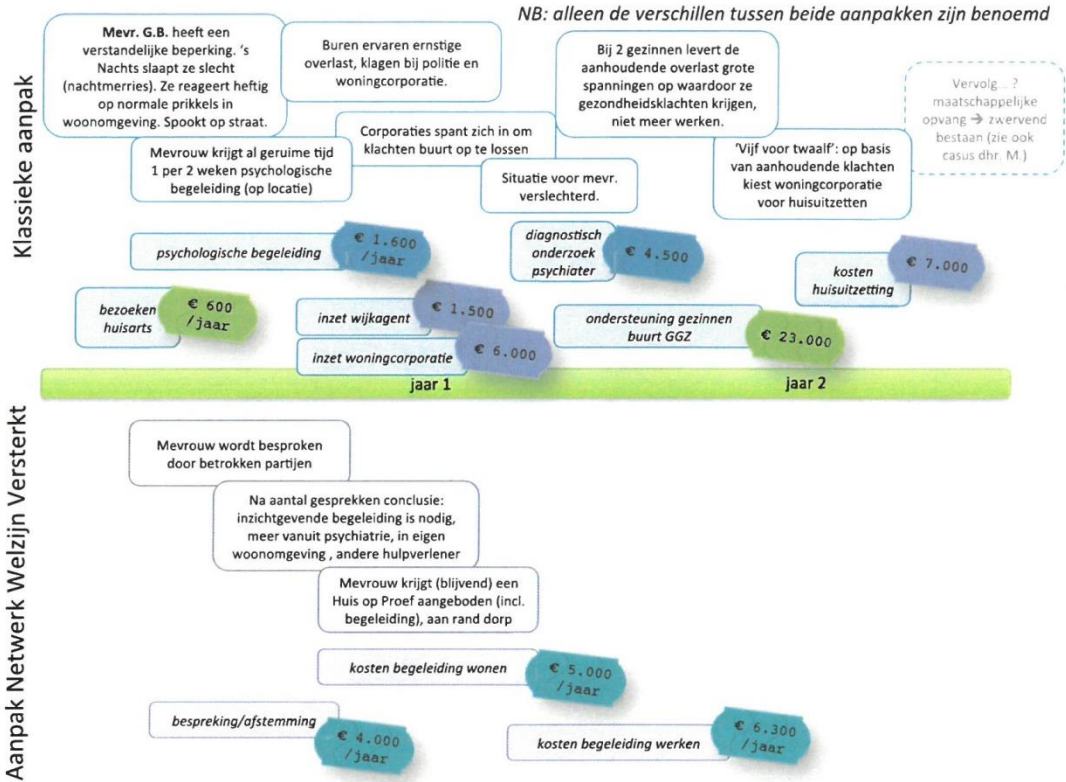 NB: alleen de verschillen tussen beide aanpakken zijn benoemd
Klassieke aanpak
Mevr. G.B. heeft een
verstandelijke beperking. 's
Nachts slaapt ze slecht
(nachtmerries). Ze reageert heftig
op normale prikkels in
woonomgeving. Spookt op straat.
Buren ervaren ernstige
overlast, klagen bij politie en
woningcorporatie.
Bij 2 gezinnen levert de
aanhoudende overlast grote
spanningen op waardoor ze
gezondheidsklachten krijgen,
niet meer werken.
Vervolg... ?
maatschappelijke
opvang → zwervend
bestaan (zie ook
casus dhr. M.)
Mevrouw krijgt al geruime tijd
1 per 2 weken psychologische
begeleiding (op locatie)
Corporaties spant zich in om
klachten buurt op te lossen
Situatie voor mevr.
verslechterd.
'Vijf voor twaalf': op basis
van aanhoudende klachten
kiest woningcorporatie
voor huisuitzetten
psychologische begeleiding
€ 1.600
/jaar
diagnostisch
onderzoek
psychiater
€ 4.500
kosten
huisuitzetting
€ 7.000
bezoeken
huisarts
€ 600
/jaar
inzet wijkagent
€ 1.500
inzet woningcorporatie
€ 6.000
ondersteuning gezinnen
buurt GGZ
€ 23.000
jaar 1
jaar 2
Aanpak Netwerk Welzijn Versterkt
Mevrouw wordt besproken
door betrokken partijen
Na aantal gesprekken conclusie:
inzichtgevende begeleiding is nodig,
meer vanuit psychiatrie, in eigen
woonomgeving , andere hulpverlener
Mevrouw krijgt (blijvend) een
Huis op Proef aangeboden (incl.
begeleiding), aan rand dorp
kosten begeleiding wonen
€ 5.000
/jaar
bespreking/afstemming
€ 4.000
/jaar
kosten begeleiding werken
€ 6.300
/jaar